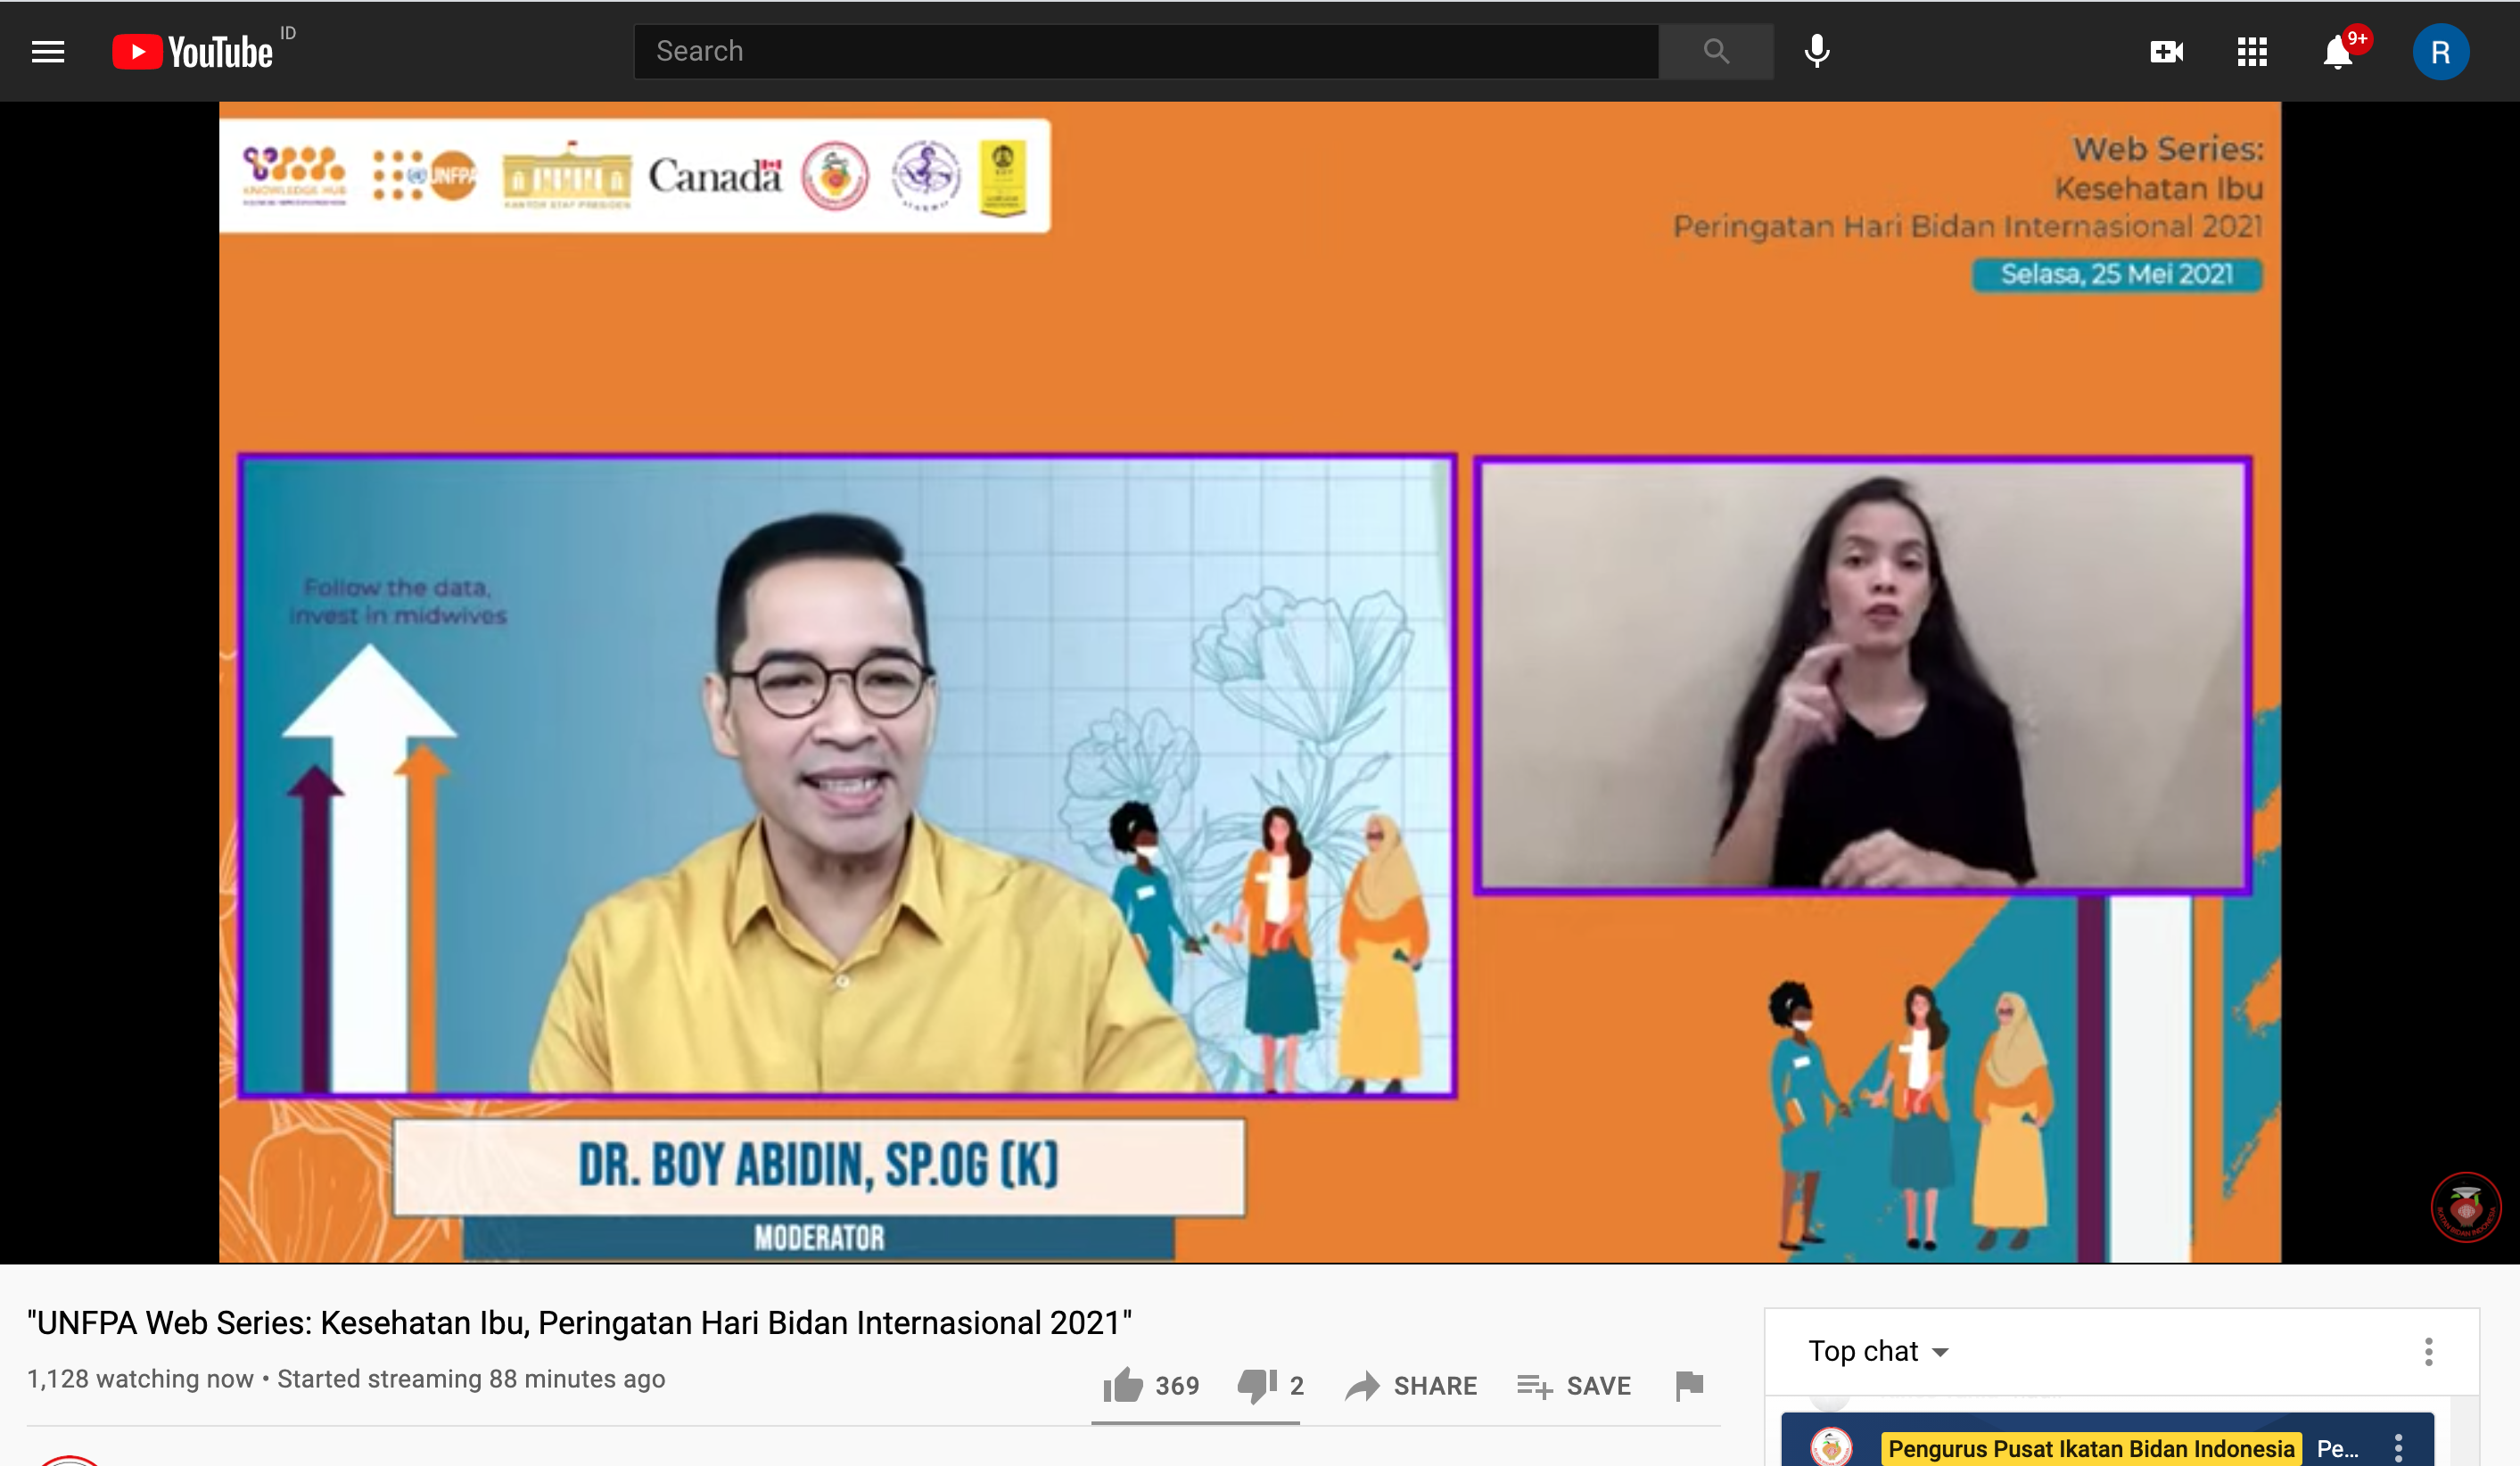 YouTube ID
Search
9+
R
KNOWLEDGE HUB
UNFPA
KANTOR STAF PRESIDEN
Canada
Web Series:
Kesehatan Ibu
Peringatan Hari Bidan Internasional 2021
Selasa, 25 Mei 2021
Follow the data,
invest in midwives
DR. BOY ABIDIN, SP.OG (K)
MODERATOR
IKATAN BIDAN INDONESIA
"UNFPA Web Series: Kesehatan Ibu, Peringatan Hari Bidan Internasional 2021"
1,128 watching now • Started streaming 88 minutes ago
369
2
SHARE
SAVE
Top chat
Pengurus Pusat Ikatan Bidan Indonesia Pe...